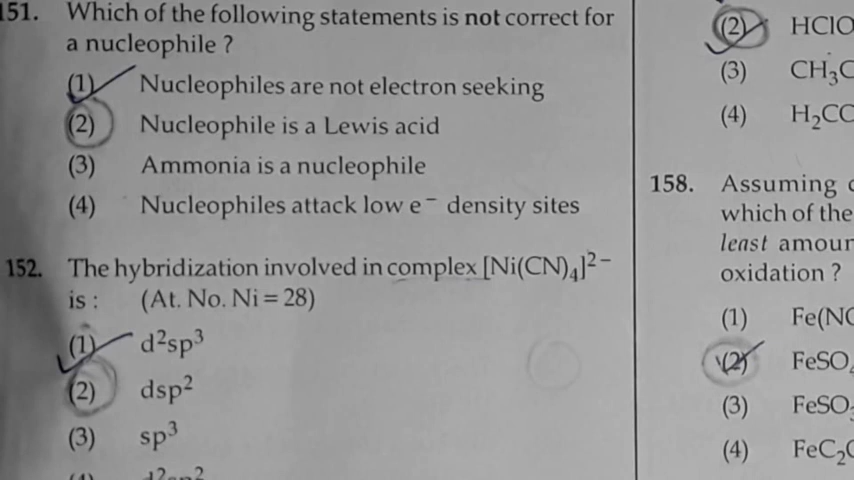 151. Which of the following statements is not correct for
a nucleophile ?
(1) Nucleophiles are not electron seeking
(2) Nucleophile is a Lewis acid
(3) Ammonia is a nucleophile
(4) Nucleophiles attack low e⁻ density sites
152. The hybridization involved in complex [Ni(CN)₄]²⁻
is : (At. No. Ni = 28)
(1) d²sp³
(2) dsp²
(3) sp³
(2) HClO
(3) CH₃C
(4) H₂CC
158. Assuming
which of the
least
oxidation ?
(1) Fe(N
(2) FeSO
(3) FeSO
(4) FeC₂